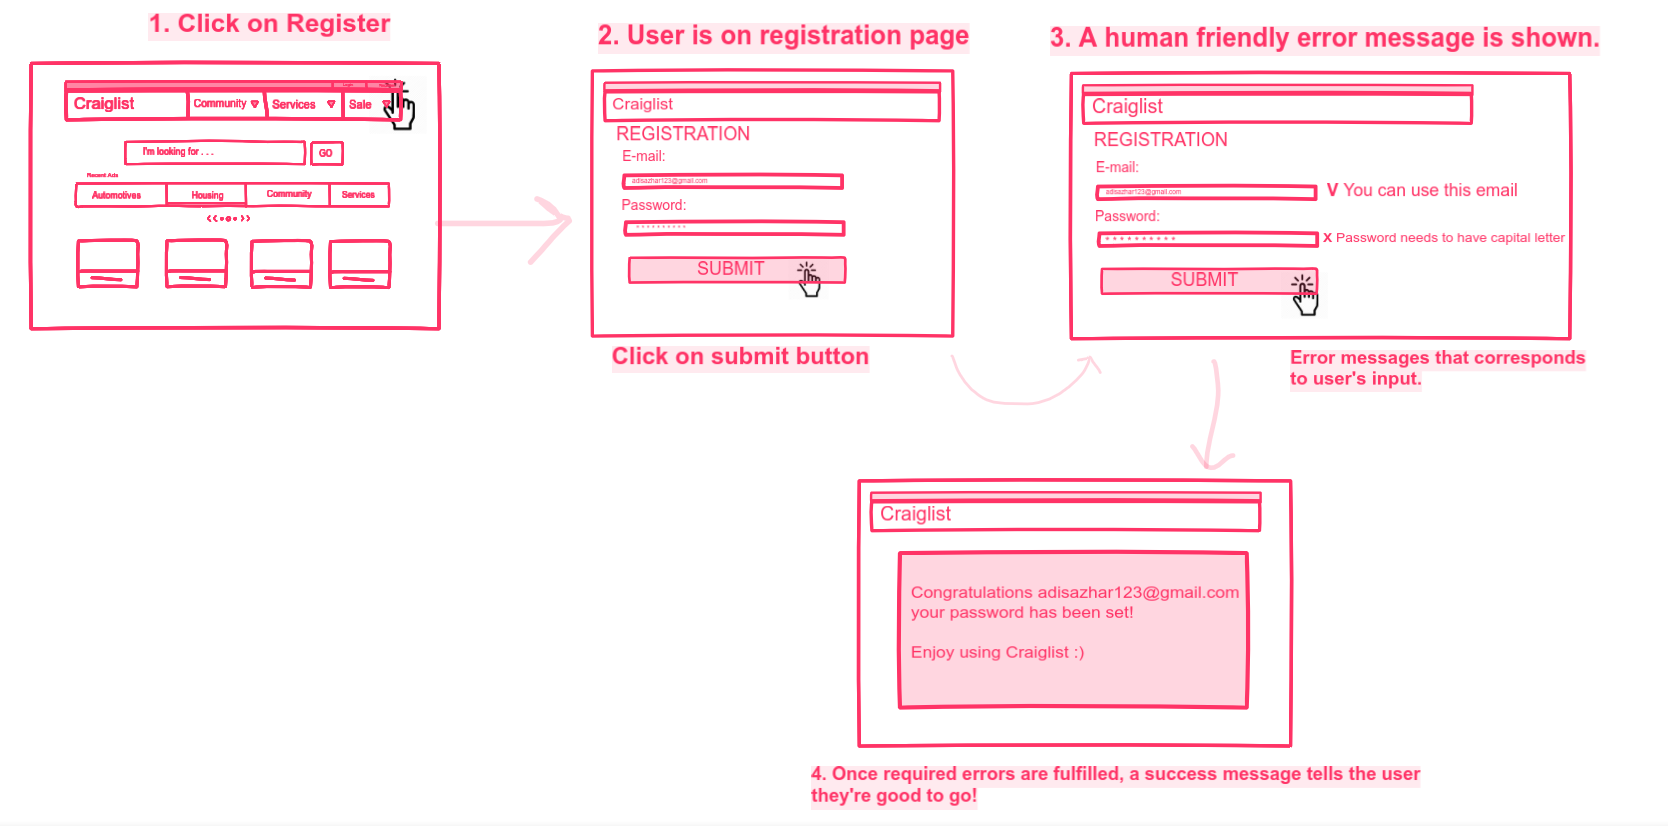 1. Click on Register
Craiglist
Community
Services
Sale
I'm looking for . . .
GO
Recent Ads
Automotives
Housing
Community
Services
2. User is on registration page
Craiglist
REGISTRATION
E-mail:
adisazhar123@gmail.com
Password:
* * * * * * * * * *
SUBMIT
Click on submit button
3. A human friendly error message is shown.
Craiglist
REGISTRATION
E-mail:
adisazhar123@gmail.com
V You can use this email
Password:
* * * * * * * * * *
X Password needs to have capital letter
SUBMIT
Error messages that corresponds
to user's input.
Craiglist
Congratulations adisazhar123@gmail.com
your password has been set!
Enjoy using Craiglist :)
4. Once required errors are fulfilled, a success message tells the user
they're good to go!